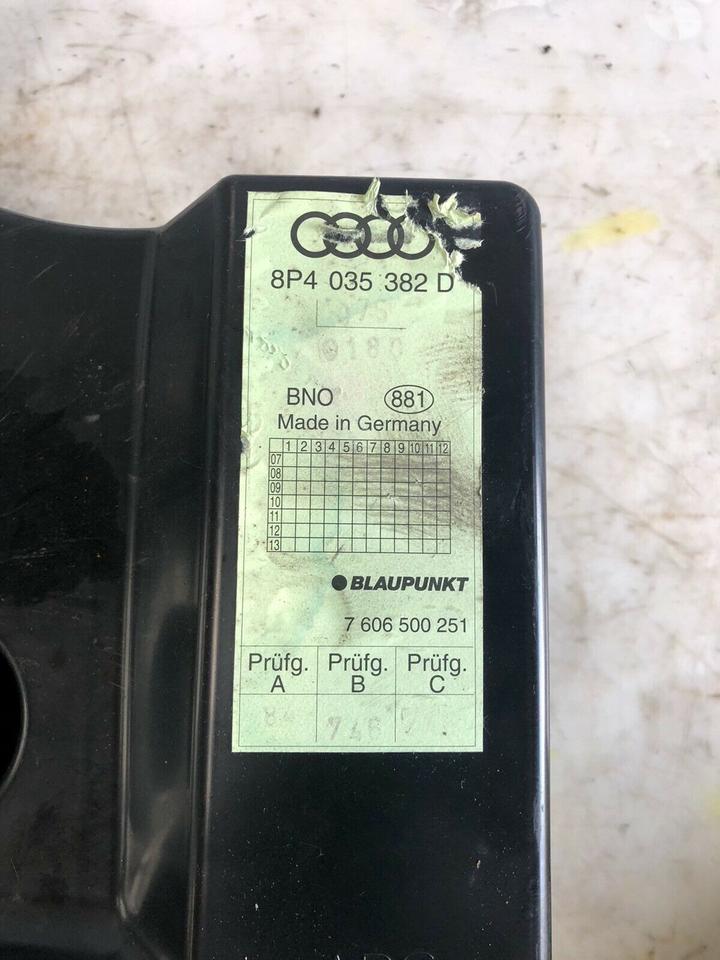 8P4 035 382 D
0180
BNO 881
Made in Germany
1 2 3 4 5 6 7 8 9 10 11 12
07
08
09
10
11
12
13
BLAUPUNKT
7 606 500 251
Prüfg. Prüfg. Prüfg.
A B C